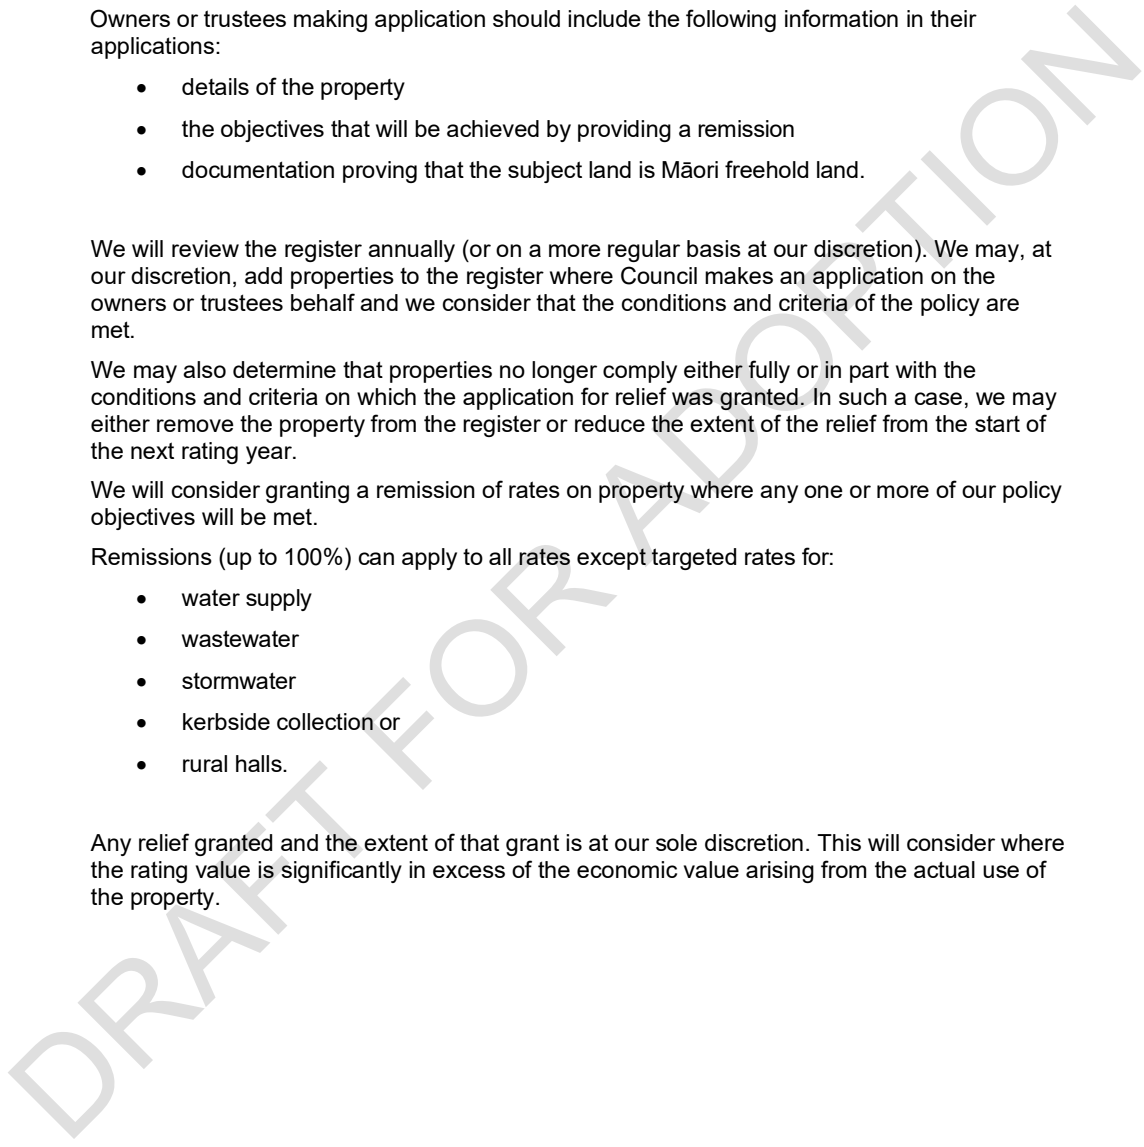 Owners or trustees making application should include the following information in their
applications:
• details of the property
• the objectives that will be achieved by providing a remission
• documentation proving that the subject land is Māori freehold land.
We will review the register annually (or on a more regular basis at our discretion). We may, at
our discretion, add properties to the register where Council makes an application on the
owners or trustees behalf and we consider that the conditions and criteria of the policy are
met.
We may also determine that properties no longer comply either fully or in part with the
conditions and criteria on which the application for relief was granted. In such a case, we may
either remove the property from the register or reduce the extent of the relief from the start of
the next rating year.
We will consider granting a remission of rates on property where any one or more of our policy
objectives will be met.
Remissions (up to 100%) can apply to all rates except targeted rates for:
• water supply
• wastewater
• stormwater
• kerbside collection or
• rural halls.
Any relief granted and the extent of that grant is at our sole discretion. This will consider where
the rating value is significantly in excess of the economic value arising from the actual use of
the property.
DRAFT FOR ADOPTION